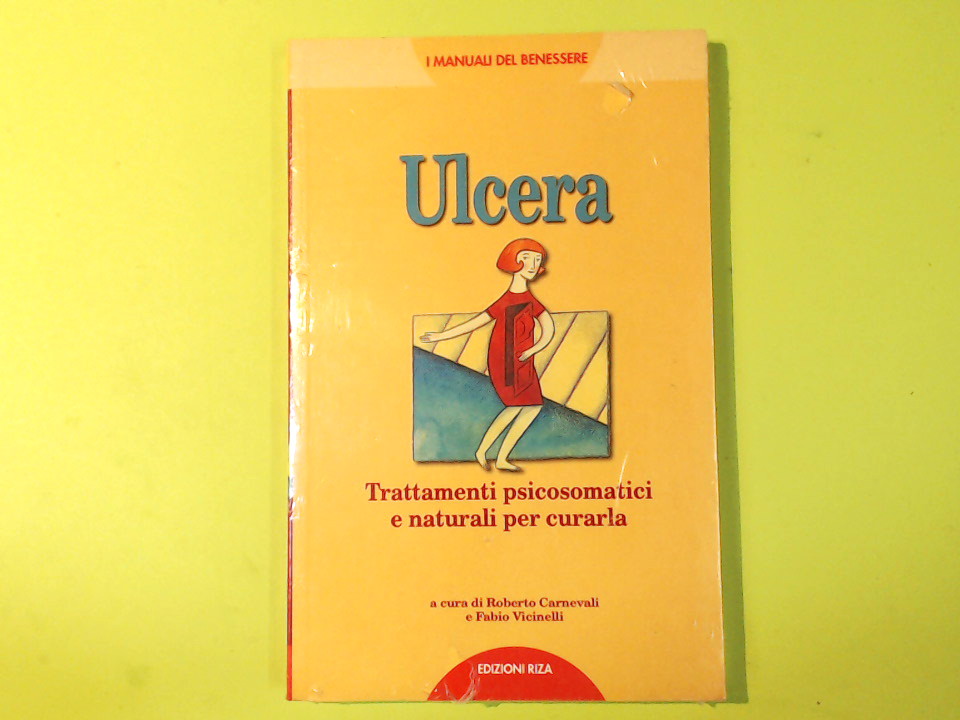 I MANUALI DEL BENESSERE
Ulcera
Trattamenti psicosomatici
e naturali per curarla
a cura di Roberto Carnevali
e Fabio Vicinelli
EDIZIONI RIZA